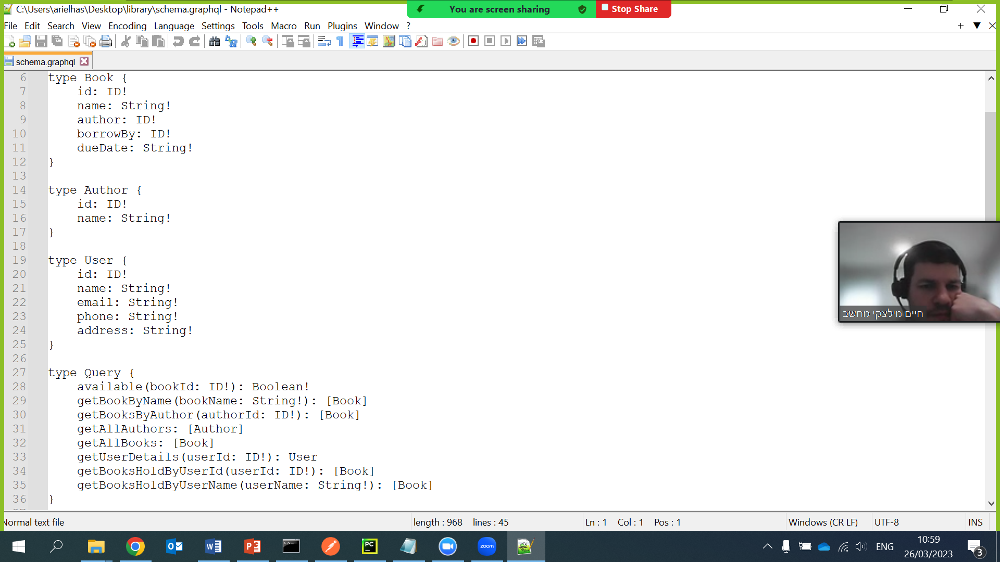 C:\Users\arielhas\Desktop\library\schema.graphql - Notepad++
You are screen sharing
Stop Share
File Edit Search View Encoding Language Settings Tools Macro Run Plugins Window ?
schema.graphql
6 type Book {
7 id: ID!
8 name: String!
9 author: ID!
10 borrowBy: ID!
11 dueDate: String!
12 }
13
14 type Author {
15 id: ID!
16 name: String!
17 }
18
19 type User {
20 id: ID!
21 name: String!
22 email: String!
23 phone: String!
24 address: String!
25 }
26
27 type Query {
28 available(bookId: ID!): Boolean!
29 getBookByName(bookName: String!): [Book]
30 getBooksByAuthor(authorId: ID!): [Book]
31 getAllAuthors: [Author]
32 getAllBooks: [Book]
33 getUserDetails(userId: ID!): User
34 getBooksHoldByUserId(userId: ID!): [Book]
35 getBooksHoldByUserName(userName: String!): [Book]
36 }
חיים מילצקי מחשב
Normal text file length : 968 lines : 45 Ln : 1 Col : 1 Pos : 1 Windows (CR LF) UTF-8 INS
zoom
ENG
10:59
26/03/2023
3